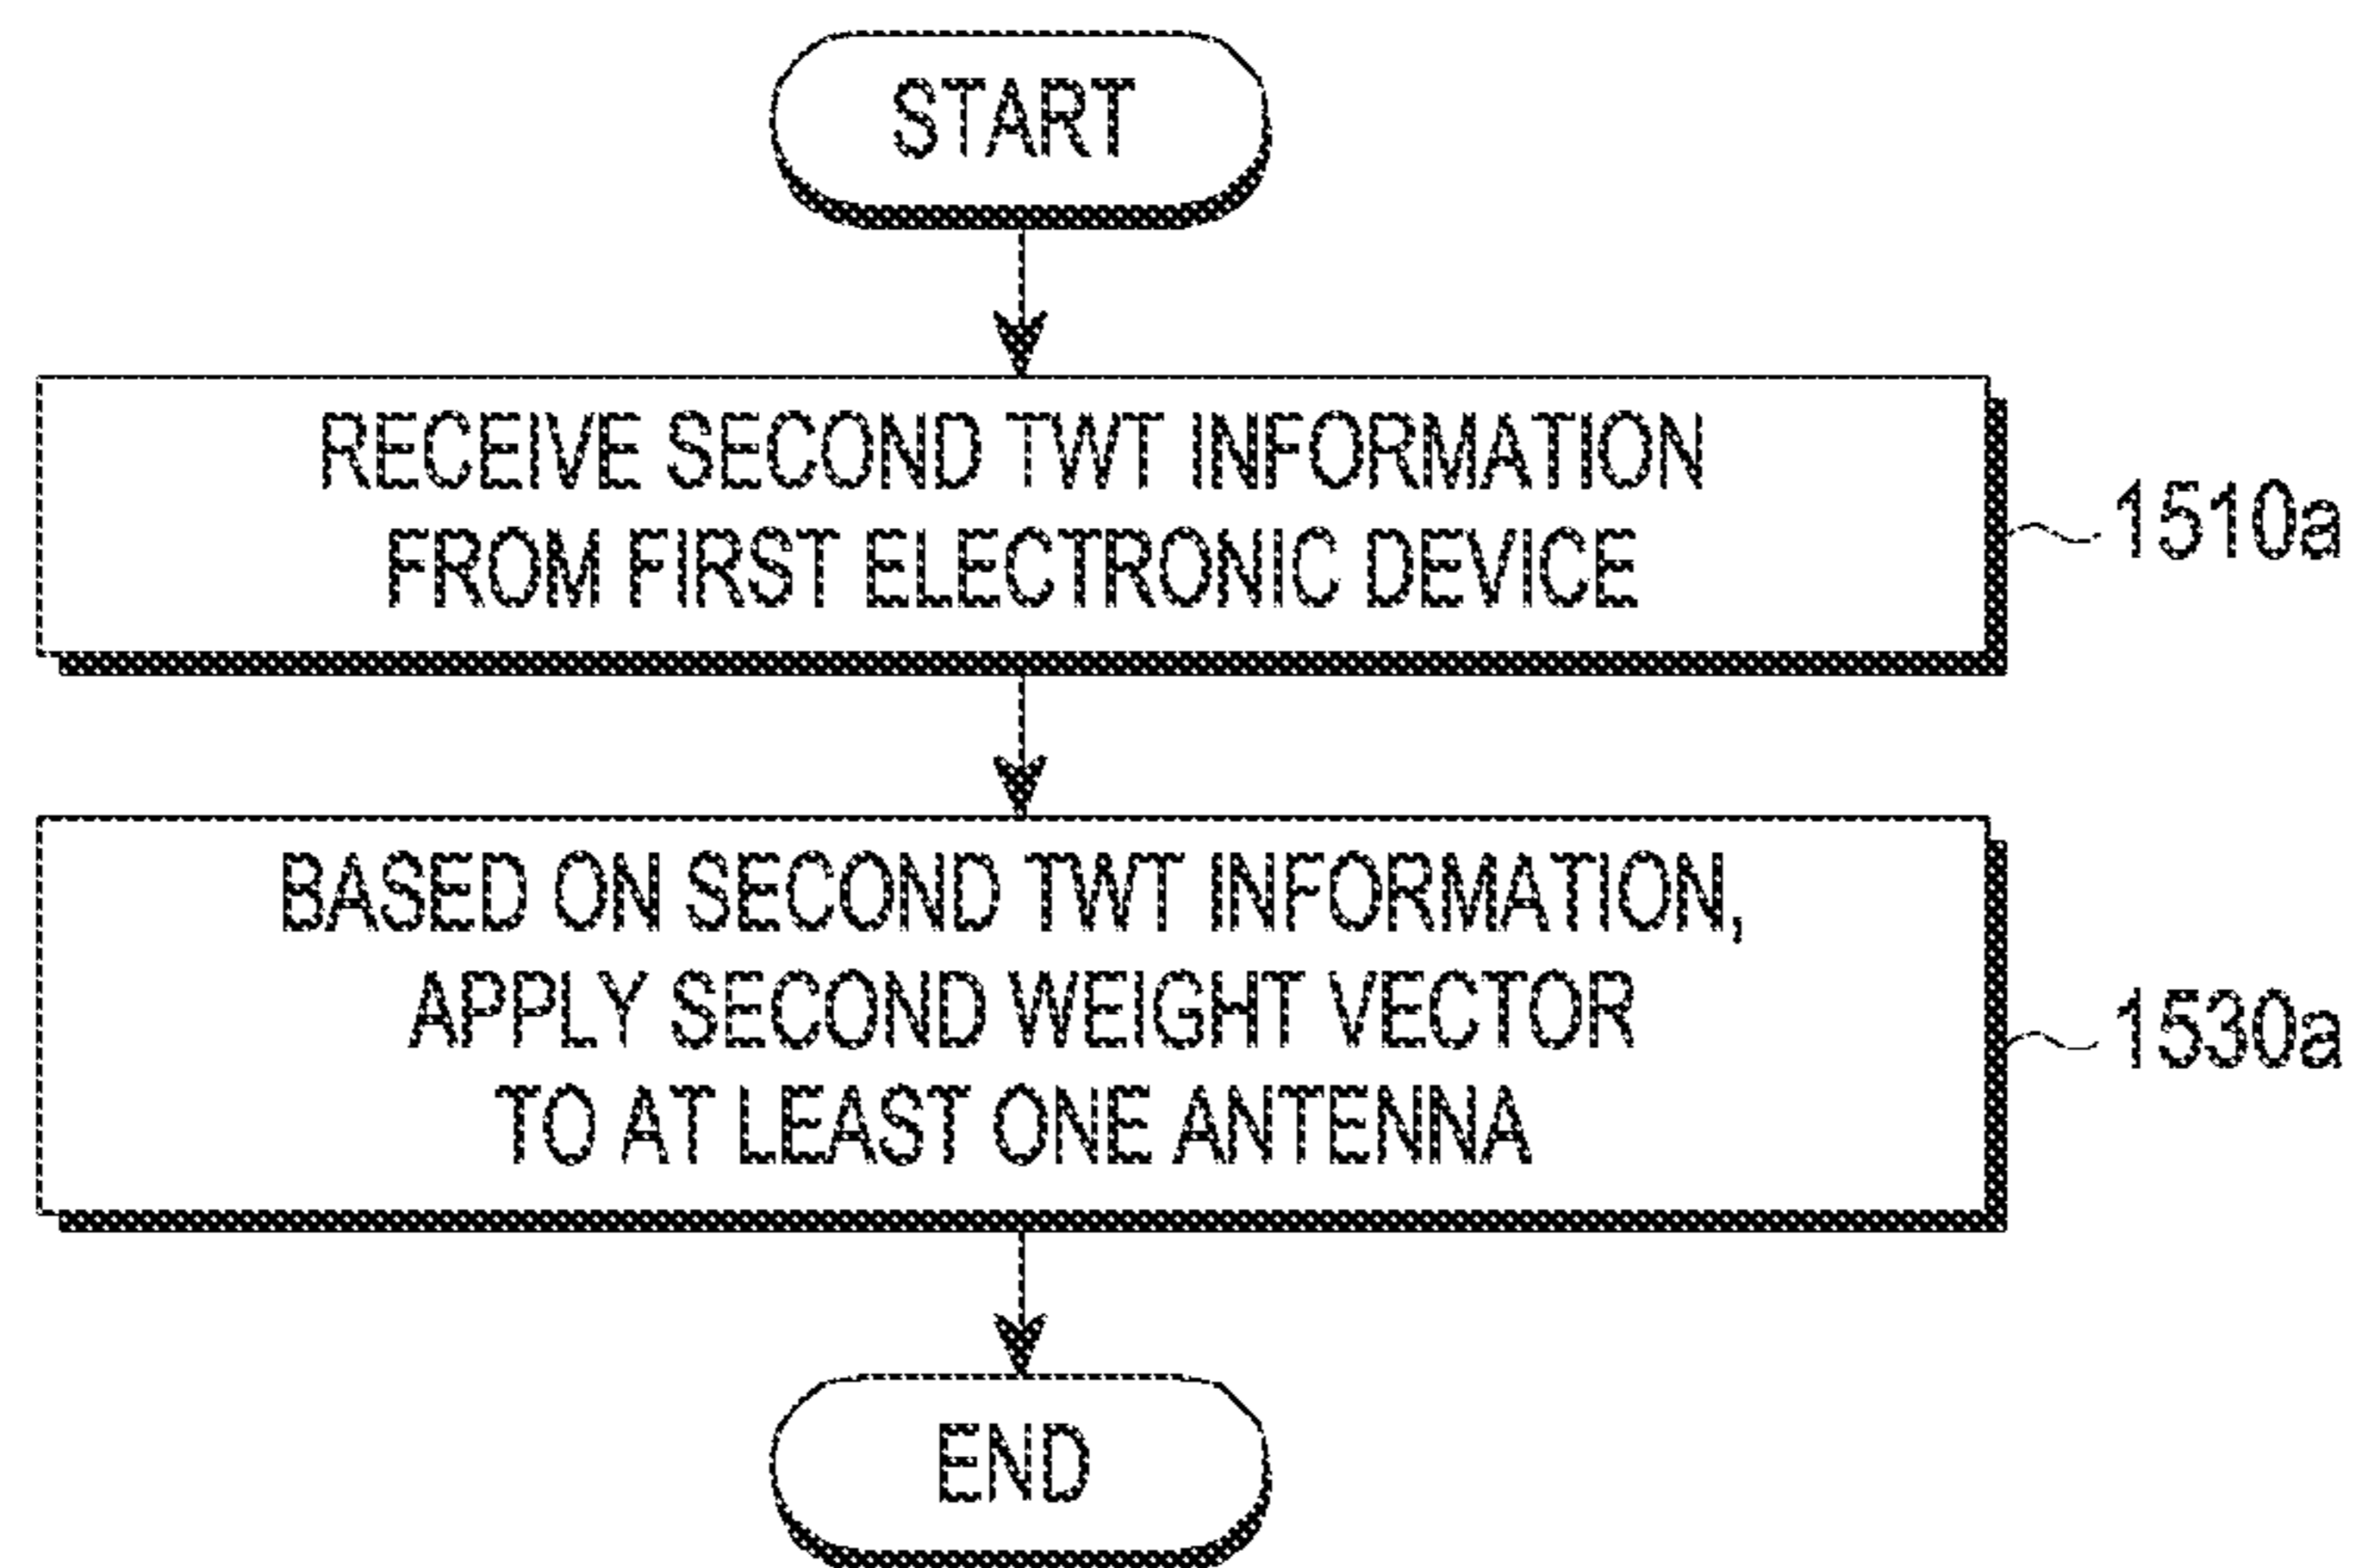 START
RECEIVE SECOND TWT INFORMATION
FROM FIRST ELECTRONIC DEVICE
1510a
BASED ON SECOND TWT INFORMATION,
APPLY SECOND WEIGHT VECTOR
TO AT LEAST ONE ANTENNA
1530a
END